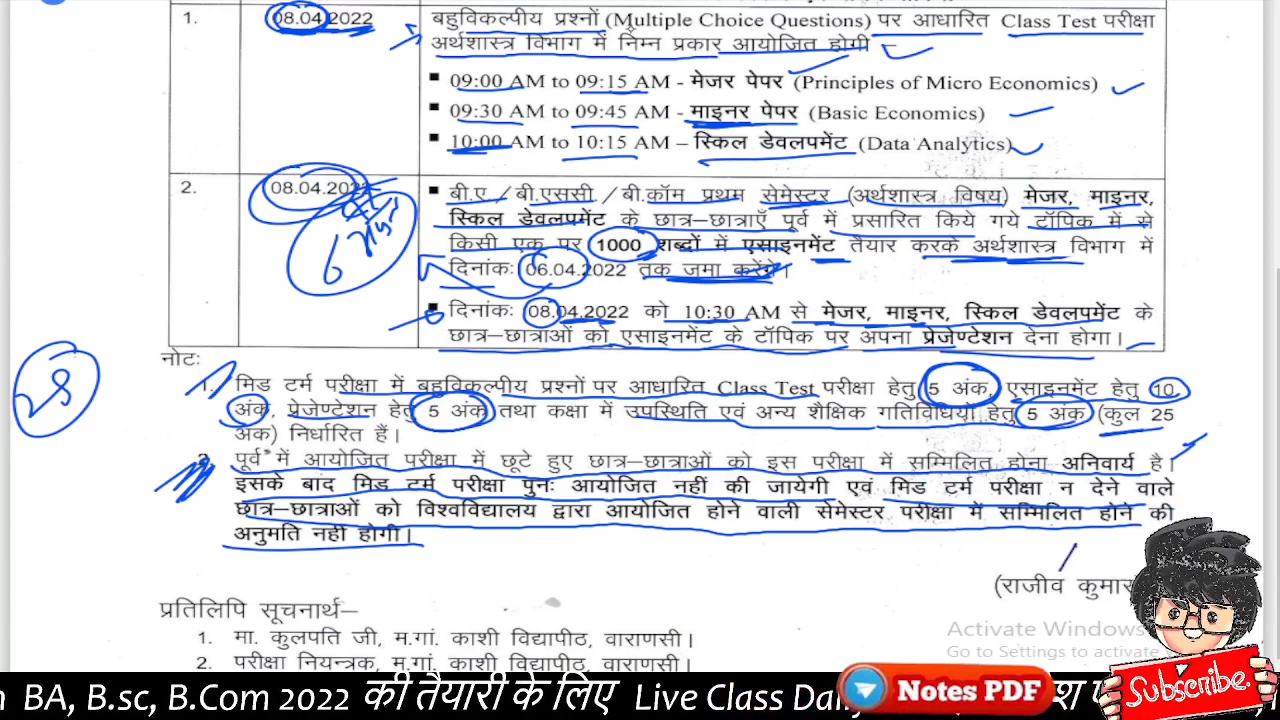 1. 08.04.2022 बहुविकल्पीय प्रश्नों (Multiple Choice Questions) पर आधारित Class Test परीक्षा
अर्थशास्त्र विभाग में निम्न प्रकार आयोजित होगी
▪ 09:00 AM to 09:15 AM - मेजर पेपर (Principles of Micro Economics)
▪ 09:30 AM to 09:45 AM - माइनर पेपर (Basic Economics)
▪ 10:00 AM to 10:15 AM – स्किल डेवलपमेंट (Data Analytics)
2. 08.04.2022 ▪ बी.ए / बी.एससी / बी.कॉम प्रथम सेमेस्टर (अर्थशास्त्र विषय) मेजर, माइनर,
स्किल डेवलपमेंट के छात्र-छात्राएँ पूर्व में प्रसारित किये गये टॉपिक में से
किसी एक पर 1000 शब्दों में एसाइनमेंट तैयार करके अर्थशास्त्र विभाग में
दिनांकः 06.04.2022 तक जमा करेंगे।
6
▪ दिनांकः 08.04.2022 को 10:30 AM से मेजर, माइनर, स्किल डेवलपमेंट के
छात्र-छात्राओं को एसाइनमेंट के टॉपिक पर अपना प्रेजेण्टेशन देना होगा।
नोटः
25
1. मिड टर्म परीक्षा में बहुविकल्पीय प्रश्नों पर आधारित Class Test परीक्षा हेतु 5 अंक, एसाइनमेंट हेतु 10
अंक, प्रेजेण्टशन हेतु 5 अंक तथा कक्षा में उपस्थिति एवं अन्य शैक्षिक गतिविधियों हेतु 5 अंक (कुल 25
अंक) निर्धारित हैं।
2. पूर्व में आयोजित परीक्षा में छूटे हुए छात्र-छात्राओं को इस परीक्षा में सम्मिलित होना अनिवार्य है।
इसके बाद मिड टर्म परीक्षा पुनः आयोजित नहीं की जायेगी एवं मिड टर्म परीक्षा न देने वाले
छात्र-छात्राओं को विश्वविद्यालय द्वारा आयोजित होने वाली सेमेस्टर परीक्षा में सम्मिलित होने की
अनुमति नहीं होगी।
(राजीव कुमार
प्रतिलिपि सूचनार्थ–
1. मा. कुलपति जी, म.गां. काशी विद्यापीठ, वाराणसी।
2. परीक्षा नियन्त्रक, म.गां. काशी विद्यापीठ, वाराणसी।
Activate Windows
Go to Settings to activate
BA, B.sc, B.Com 2022 की तैयारी के लिए Live Class Daily
Notes PDF
Subscribe.